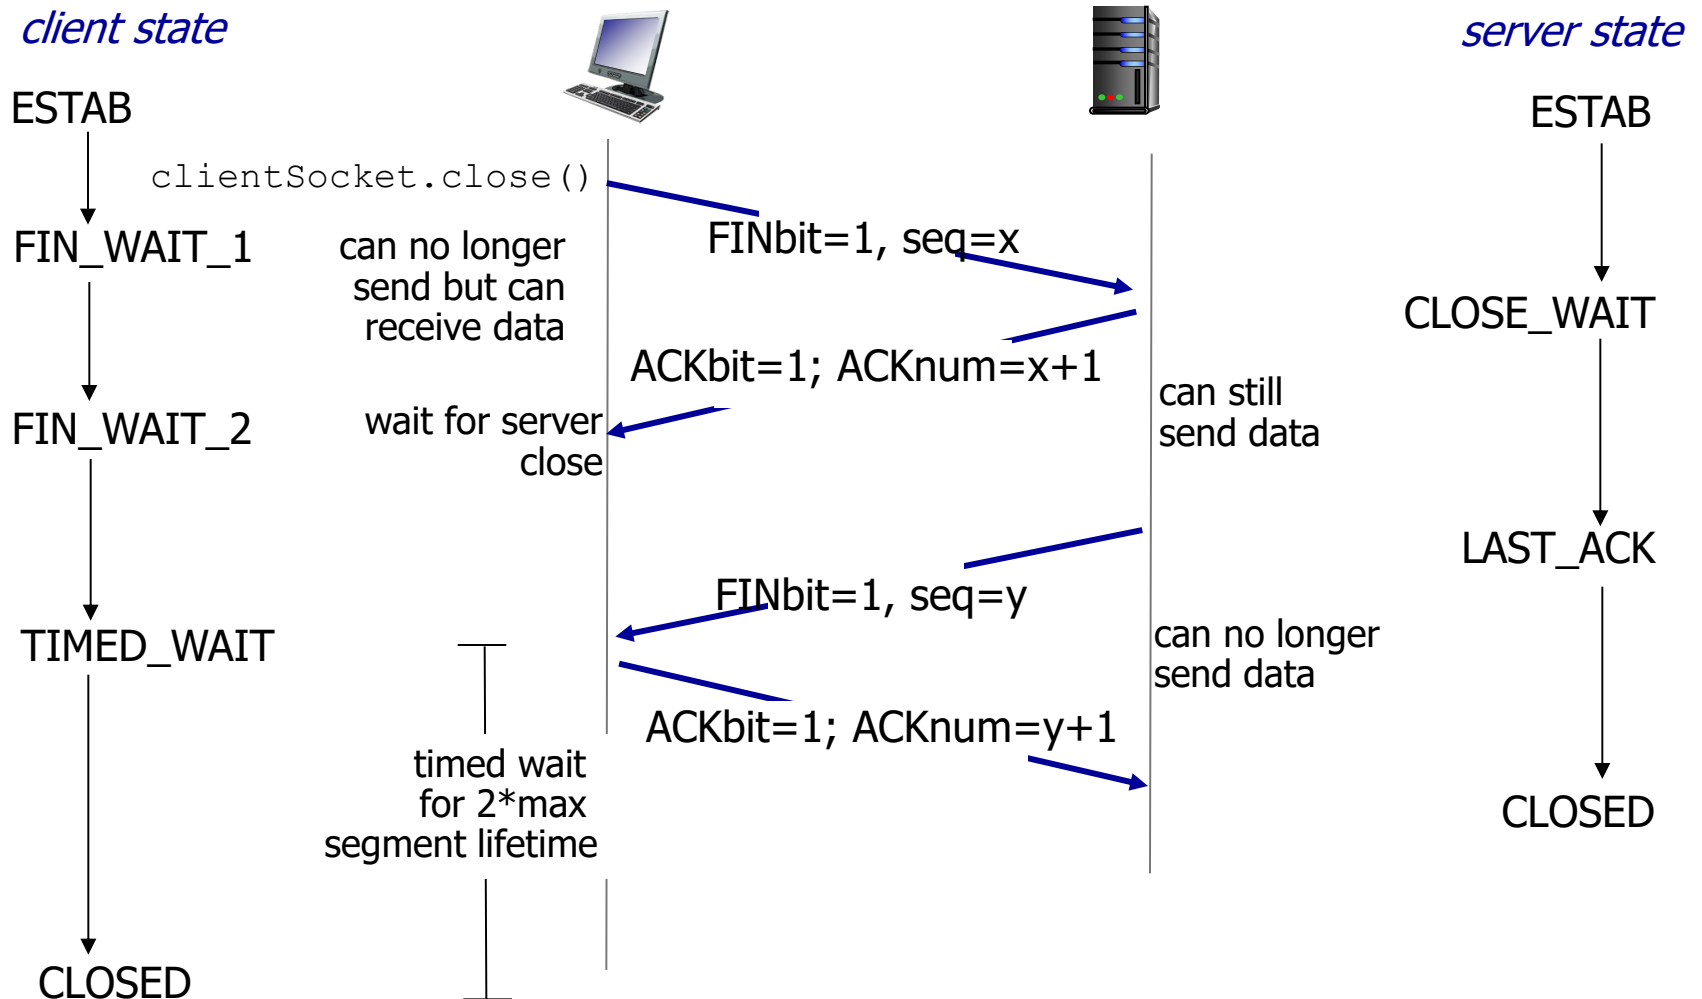 client state
server state
ESTAB
ESTAB
clientSocket.close()
FIN_WAIT_1
can no longer
send but can
receive data
FINbit=1, seq=x
CLOSE_WAIT
ACKbit=1; ACKnum=x+1
can still
send data
FIN_WAIT_2
wait for server
close
LAST_ACK
FINbit=1, seq=y
TIMED_WAIT
can no longer
send data
ACKbit=1; ACKnum=y+1
timed wait
for 2*max
segment lifetime
CLOSED
CLOSED